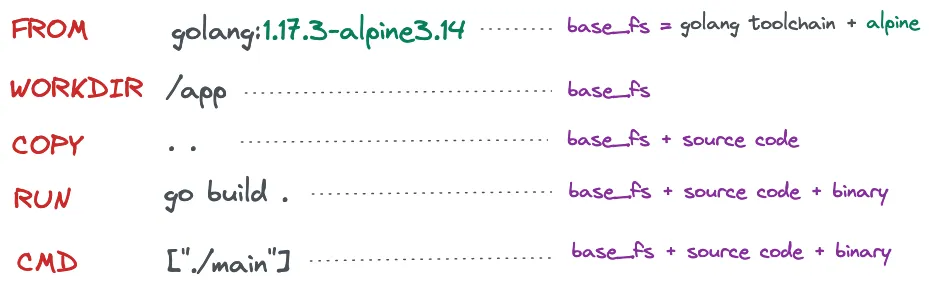 FROM golang:1.17.3-alpine3.14 base_fs = golang toolchain + alpine
WORKDIR /app base_fs
COPY . . base_fs + source code
RUN go build . base_fs + source code + binary
CMD ["./main"] base_fs + source code + binary